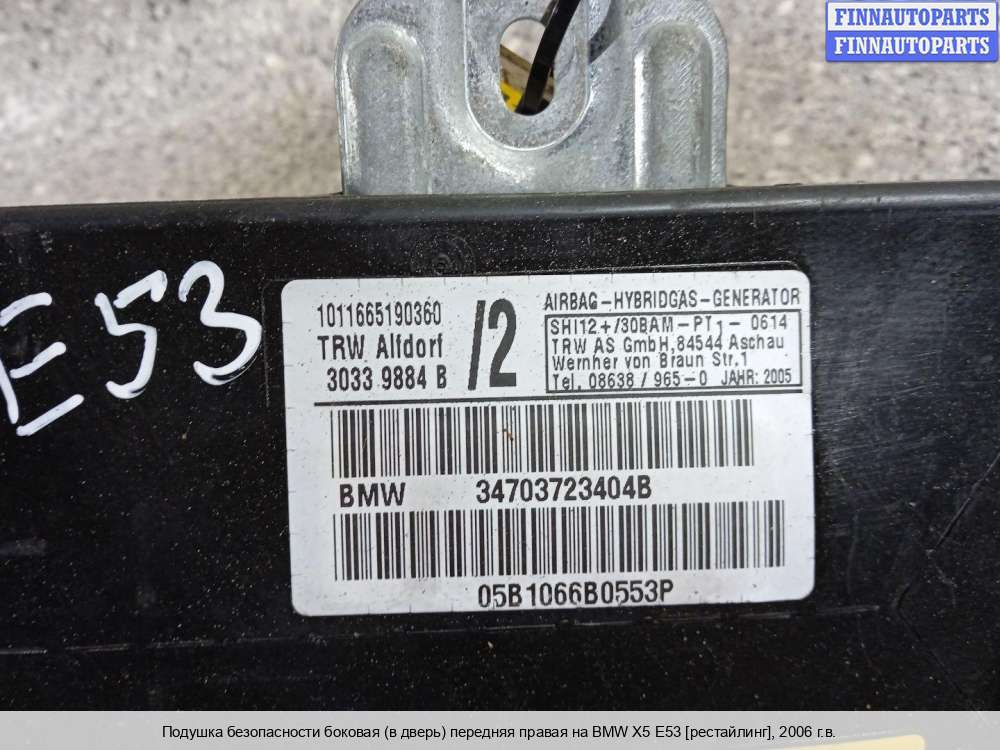 FINNAUTOPARTS
FINNAUTOPARTS
E53
1011665190360
TRW Alfdorf
3033 9884 B
/2
AIRBAG-HYBRIDGAS-GENERATOR
SHI12+/30BAM-PT1-0614
TRW AS GmbH,84544 Aschau
Wernher von Braun Str.1
Tel. 08638 / 965-0 JAHR: 2005
BMW 34703723404B
05B1066B0553P
Подушка безопасности боковая (в дверь) передняя правая на BMW X5 E53 [рестайлинг], 2006 г.в.